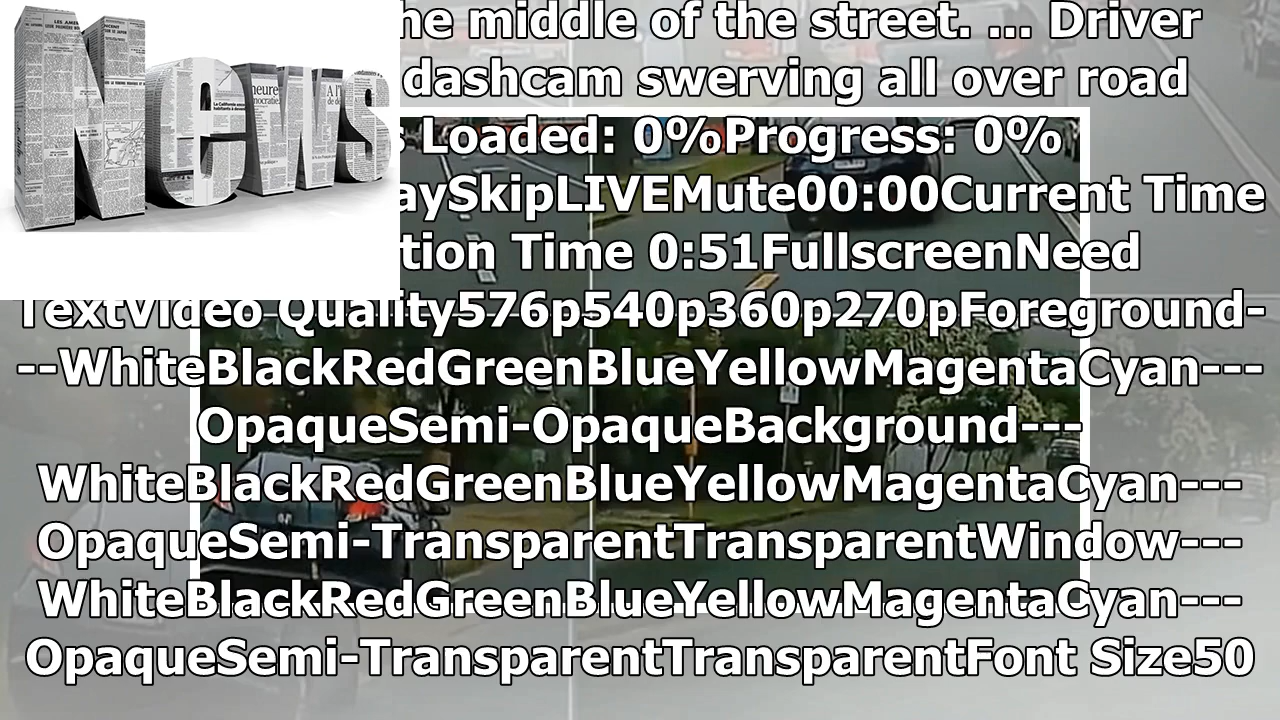 News
he middle of the street. ... Driver
dashcam swerving all over road
s Loaded: 0%Progress: 0%
aySkipLIVEMute00:00Current Time
tion Time 0:51FullscreenNeed
TextVideo Quality576p540p360p270pForeground-
--WhiteBlackRedGreenBlueYellowMagentaCyan---
OpaqueSemi-OpaqueBackground---
WhiteBlackRedGreenBlueYellowMagentaCyan---
OpaqueSemi-TransparentTransparentWindow---
WhiteBlackRedGreenBlueYellowMagentaCyan---
OpaqueSemi-TransparentTransparentFont Size50